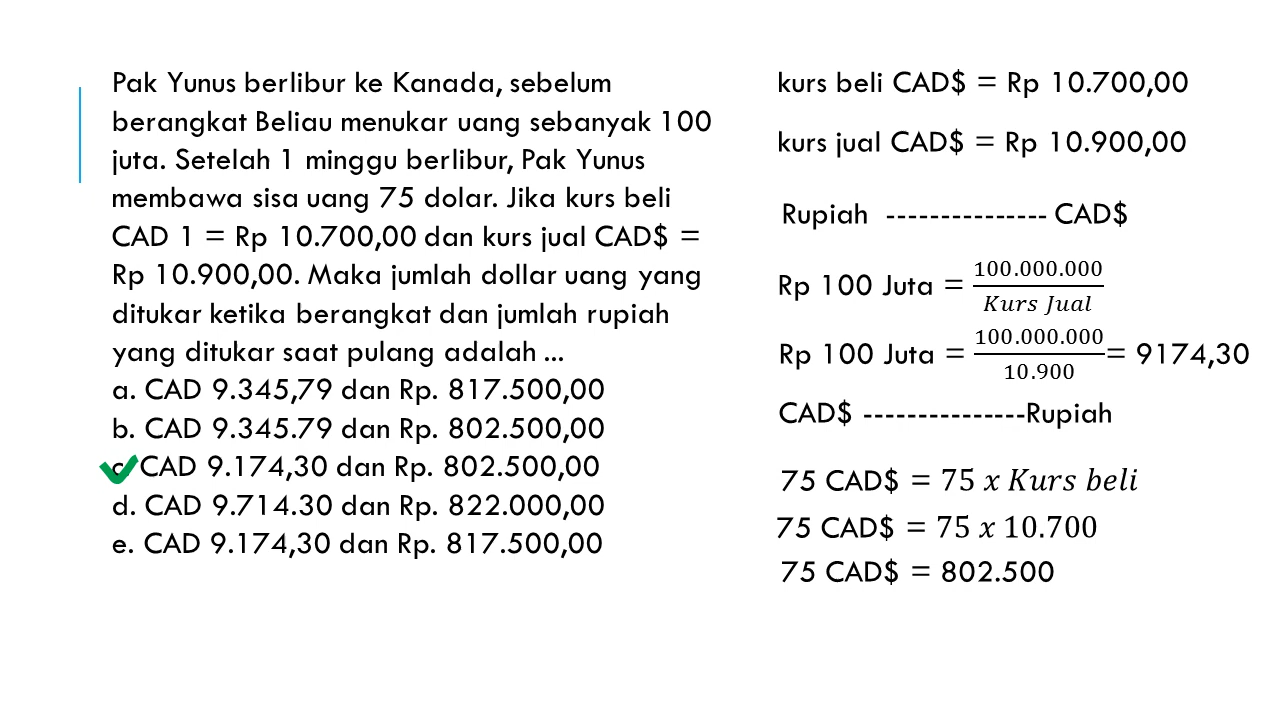 Pak Yunus berlibur ke Kanada, sebelum
berangkat Beliau menukar uang sebanyak 100
juta. Setelah 1 minggu berlibur, Pak Yunus
membawa sisa uang 75 dolar. Jika kurs beli
CAD 1 = Rp 10.700,00 dan kurs jual CAD$ =
Rp 10.900,00. Maka jumlah dollar uang yang
ditukar ketika berangkat dan jumlah rupiah
yang ditukar saat pulang adalah ...
a. CAD 9.345,79 dan Rp. 817.500,00
b. CAD 9.345.79 dan Rp. 802.500,00
c. CAD 9.174,30 dan Rp. 802.500,00
d. CAD 9.714.30 dan Rp. 822.000,00
e. CAD 9.174,30 dan Rp. 817.500,00
kurs beli CAD$ = Rp 10.700,00
kurs jual CAD$ = Rp 10.900,00
Rupiah --------------- CAD$
Rp 100 Juta = 100.000.000 / Kurs Jual
Rp 100 Juta = 100.000.000 / 10.900 = 9174,30
CAD$ ---------------Rupiah
75 CAD$ = 75 x Kurs beli
75 CAD$ = 75 x 10.700
75 CAD$ = 802.500